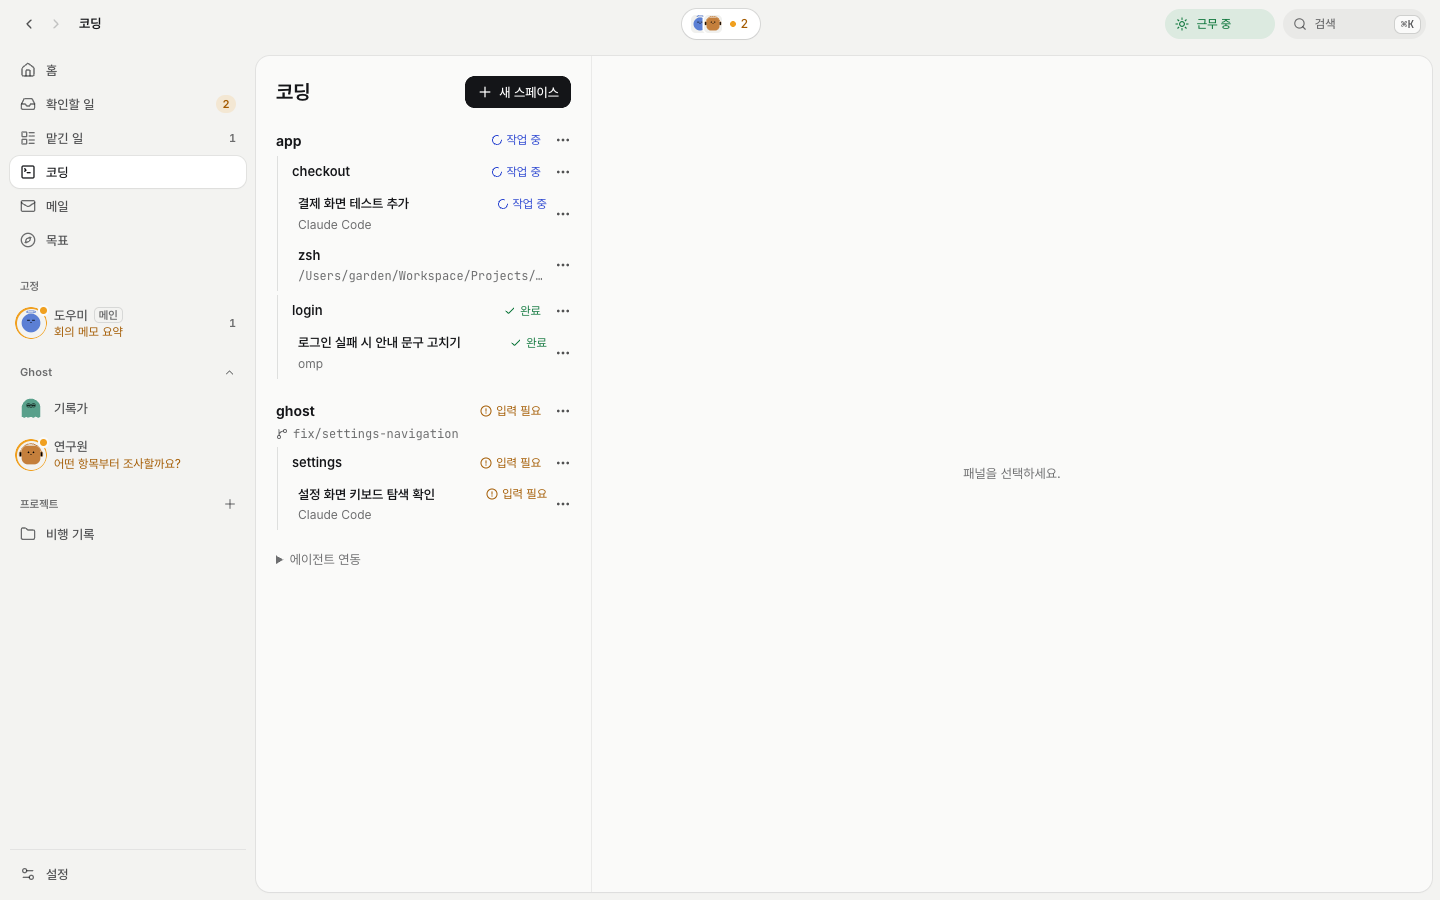 코딩
2
근무 중
검색
⌘K
홈
확인할 일
2
맡긴 일
1
코딩
메일
목표
고정
도우미
메인
회의 메모 요약
1
Ghost
기록가
연구원
어떤 항목부터 조사할까요?
프로젝트
비행 기록
설정
코딩
새 스페이스
app
작업 중
checkout
작업 중
결제 화면 테스트 추가
작업 중
Claude Code
zsh
/Users/garden/Workspace/Projects/…
login
완료
로그인 실패 시 안내 문구 고치기
완료
omp
ghost
입력 필요
fix/settings-navigation
settings
입력 필요
설정 화면 키보드 탐색 확인
입력 필요
Claude Code
에이전트 연동
패널을 선택하세요.